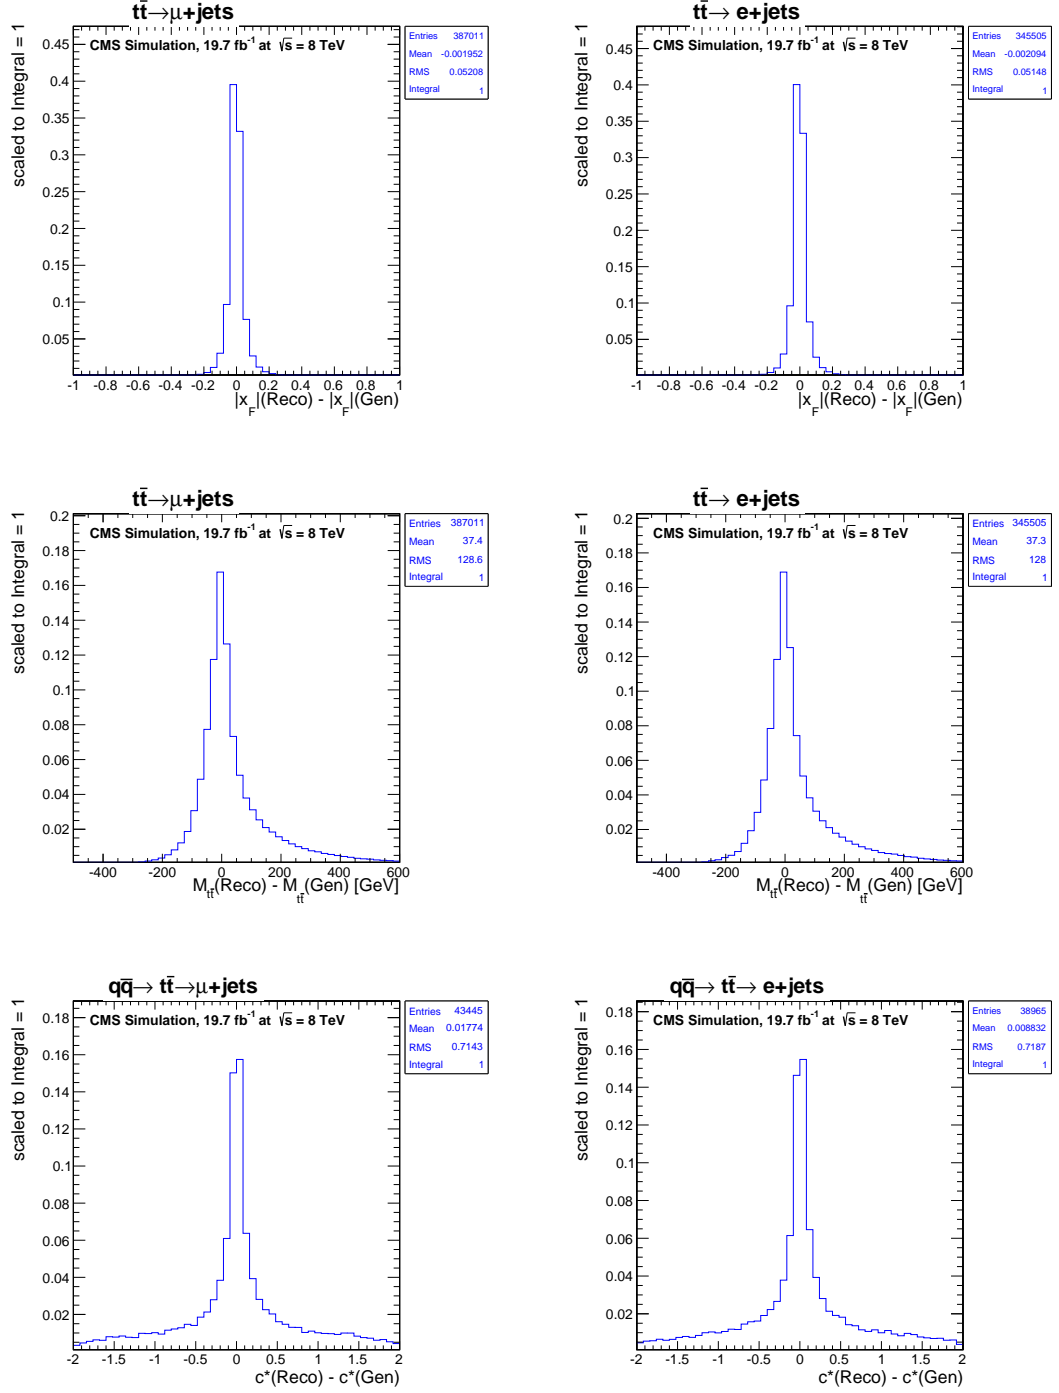 tt̄→μ+jets
scaled to Integral = 1
CMS Simulation, 19.7 fb⁻¹ at √s = 8 TeV
Entries 387011
Mean -0.001952
RMS 0.05208
Integral 1
0.45
0.4
0.35
0.3
0.25
0.2
0.15
0.1
0.05
-1 -0.8 -0.6 -0.4 -0.2 0 0.2 0.4 0.6 0.8 1
|x_F|(Reco) - |x_F|(Gen)
tt̄→ e+jets
scaled to Integral = 1
CMS Simulation, 19.7 fb⁻¹ at √s = 8 TeV
Entries 345505
Mean -0.002094
RMS 0.05148
Integral 1
0.45
0.4
0.35
0.3
0.25
0.2
0.15
0.1
0.05
-1 -0.8 -0.6 -0.4 -0.2 0 0.2 0.4 0.6 0.8 1
|x_F|(Reco) - |x_F|(Gen)
tt̄→μ+jets
scaled to Integral = 1
CMS Simulation, 19.7 fb⁻¹ at √s = 8 TeV
Entries 387011
Mean 37.4
RMS 128.6
Integral 1
0.2
0.18
0.16
0.14
0.12
0.1
0.08
0.06
0.04
0.02
-400 -200 0 200 400 600
M_tt̄(Reco) - M_tt̄(Gen) [GeV]
tt̄→ e+jets
scaled to Integral = 1
CMS Simulation, 19.7 fb⁻¹ at √s = 8 TeV
Entries 345505
Mean 37.3
RMS 128
Integral 1
0.2
0.18
0.16
0.14
0.12
0.1
0.08
0.06
0.04
0.02
-400 -200 0 200 400 600
M_tt̄(Reco) - M_tt̄(Gen) [GeV]
qq̄→ tt̄→μ+jets
scaled to Integral = 1
CMS Simulation, 19.7 fb⁻¹ at √s = 8 TeV
Entries 43445
Mean 0.01774
RMS 0.7143
Integral 1
0.18
0.16
0.14
0.12
0.1
0.08
0.06
0.04
0.02
-2 -1.5 -1 -0.5 0 0.5 1 1.5 2
c*(Reco) - c*(Gen)
qq̄→ tt̄→ e+jets
scaled to Integral = 1
CMS Simulation, 19.7 fb⁻¹ at √s = 8 TeV
Entries 38965
Mean 0.008832
RMS 0.7187
Integral 1
0.18
0.16
0.14
0.12
0.1
0.08
0.06
0.04
0.02
-2 -1.5 -1 -0.5 0 0.5 1 1.5 2
c*(Reco) - c*(Gen)